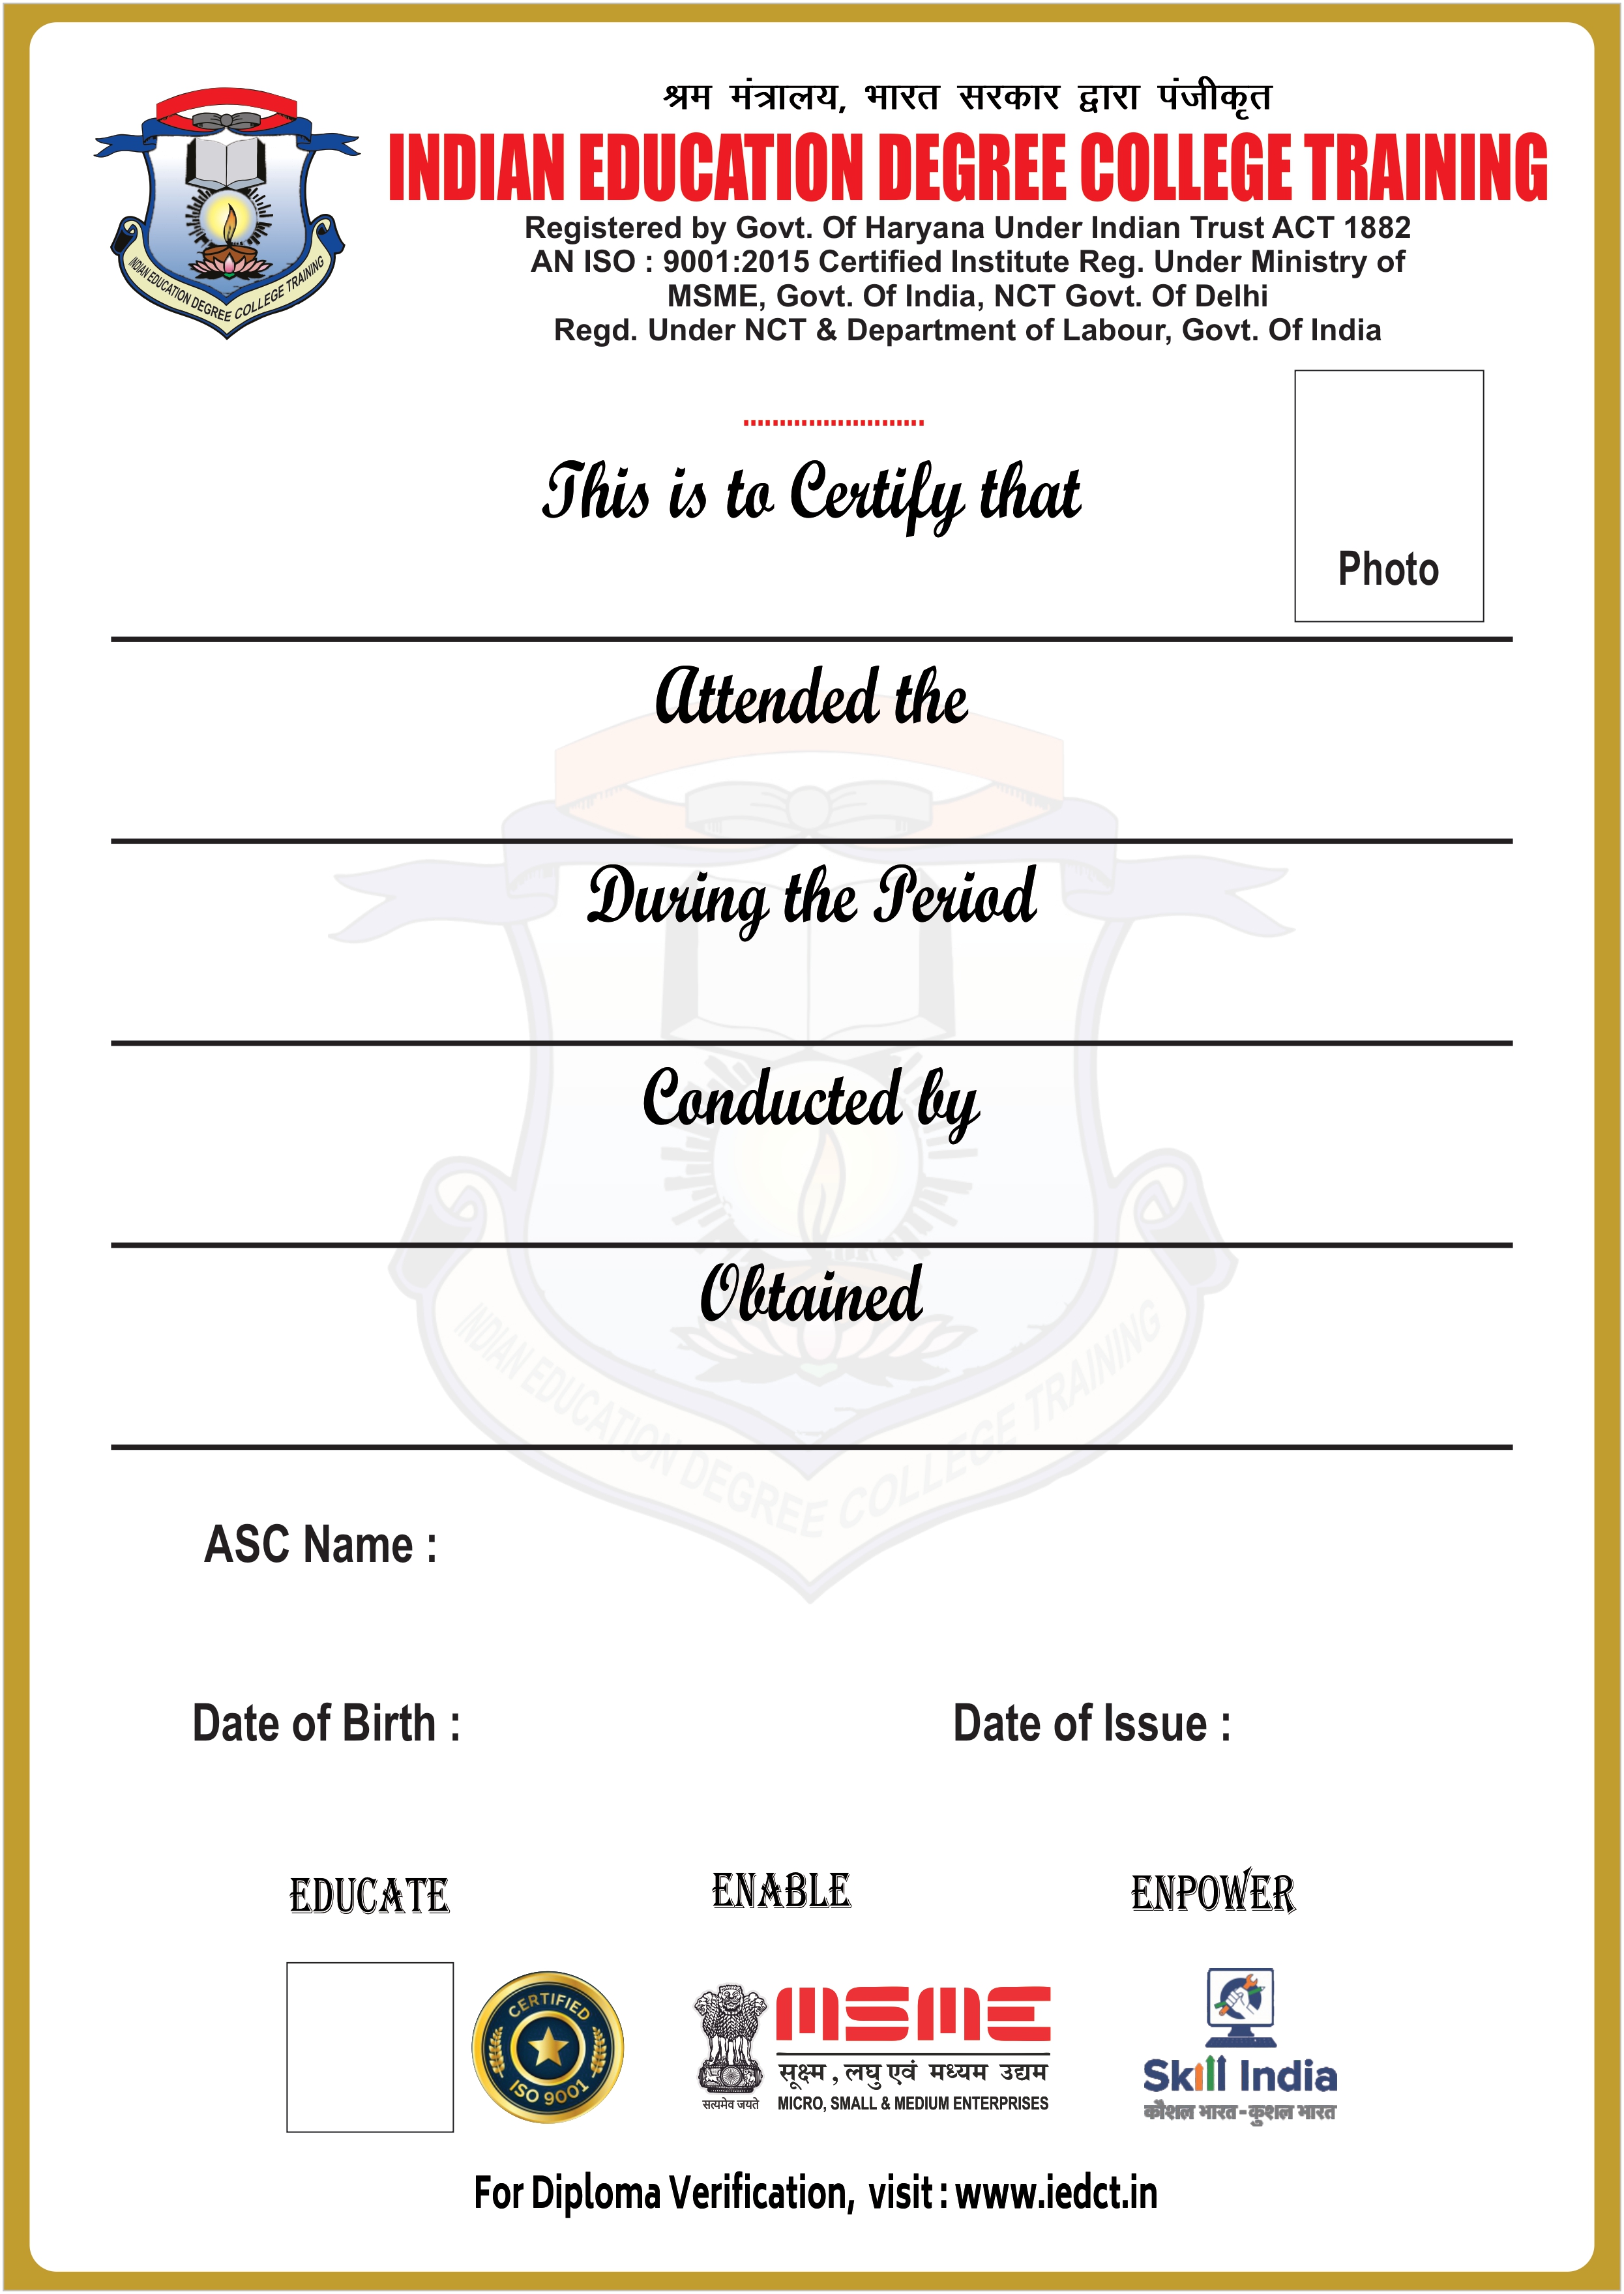 श्रम मंत्रालय, भारत सरकार द्वारा पंजीकृत
INDIAN EDUCATION DEGREE COLLEGE TRAINING
Registered by Govt. Of Haryana Under Indian Trust ACT 1882
AN ISO : 9001:2015 Certified Institute Reg. Under Ministry of
MSME, Govt. Of India, NCT Govt. Of Delhi
Regd. Under NCT & Department of Labour, Govt. Of India
INDIAN EDUCATION DEGREE COLLEGE TRAINING
.........................
This is to Certify that
Photo
Attended the
During the Period
Conducted by
Obtained
INDIAN EDUCATION DEGREE COLLEGE TRAINING
ASC Name :
Date of Birth :
Date of Issue :
EDUCATE
ENABLE
ENPOWER
CERTIFIED
ISO 9001
सत्यमेव जयते
MSME
सूक्ष्म , लघु एवं मध्यम उद्यम
MICRO, SMALL & MEDIUM ENTERPRISES
Skill India
कौशल भारत - कुशल भारत
For Diploma Verification, visit : www.iedct.in